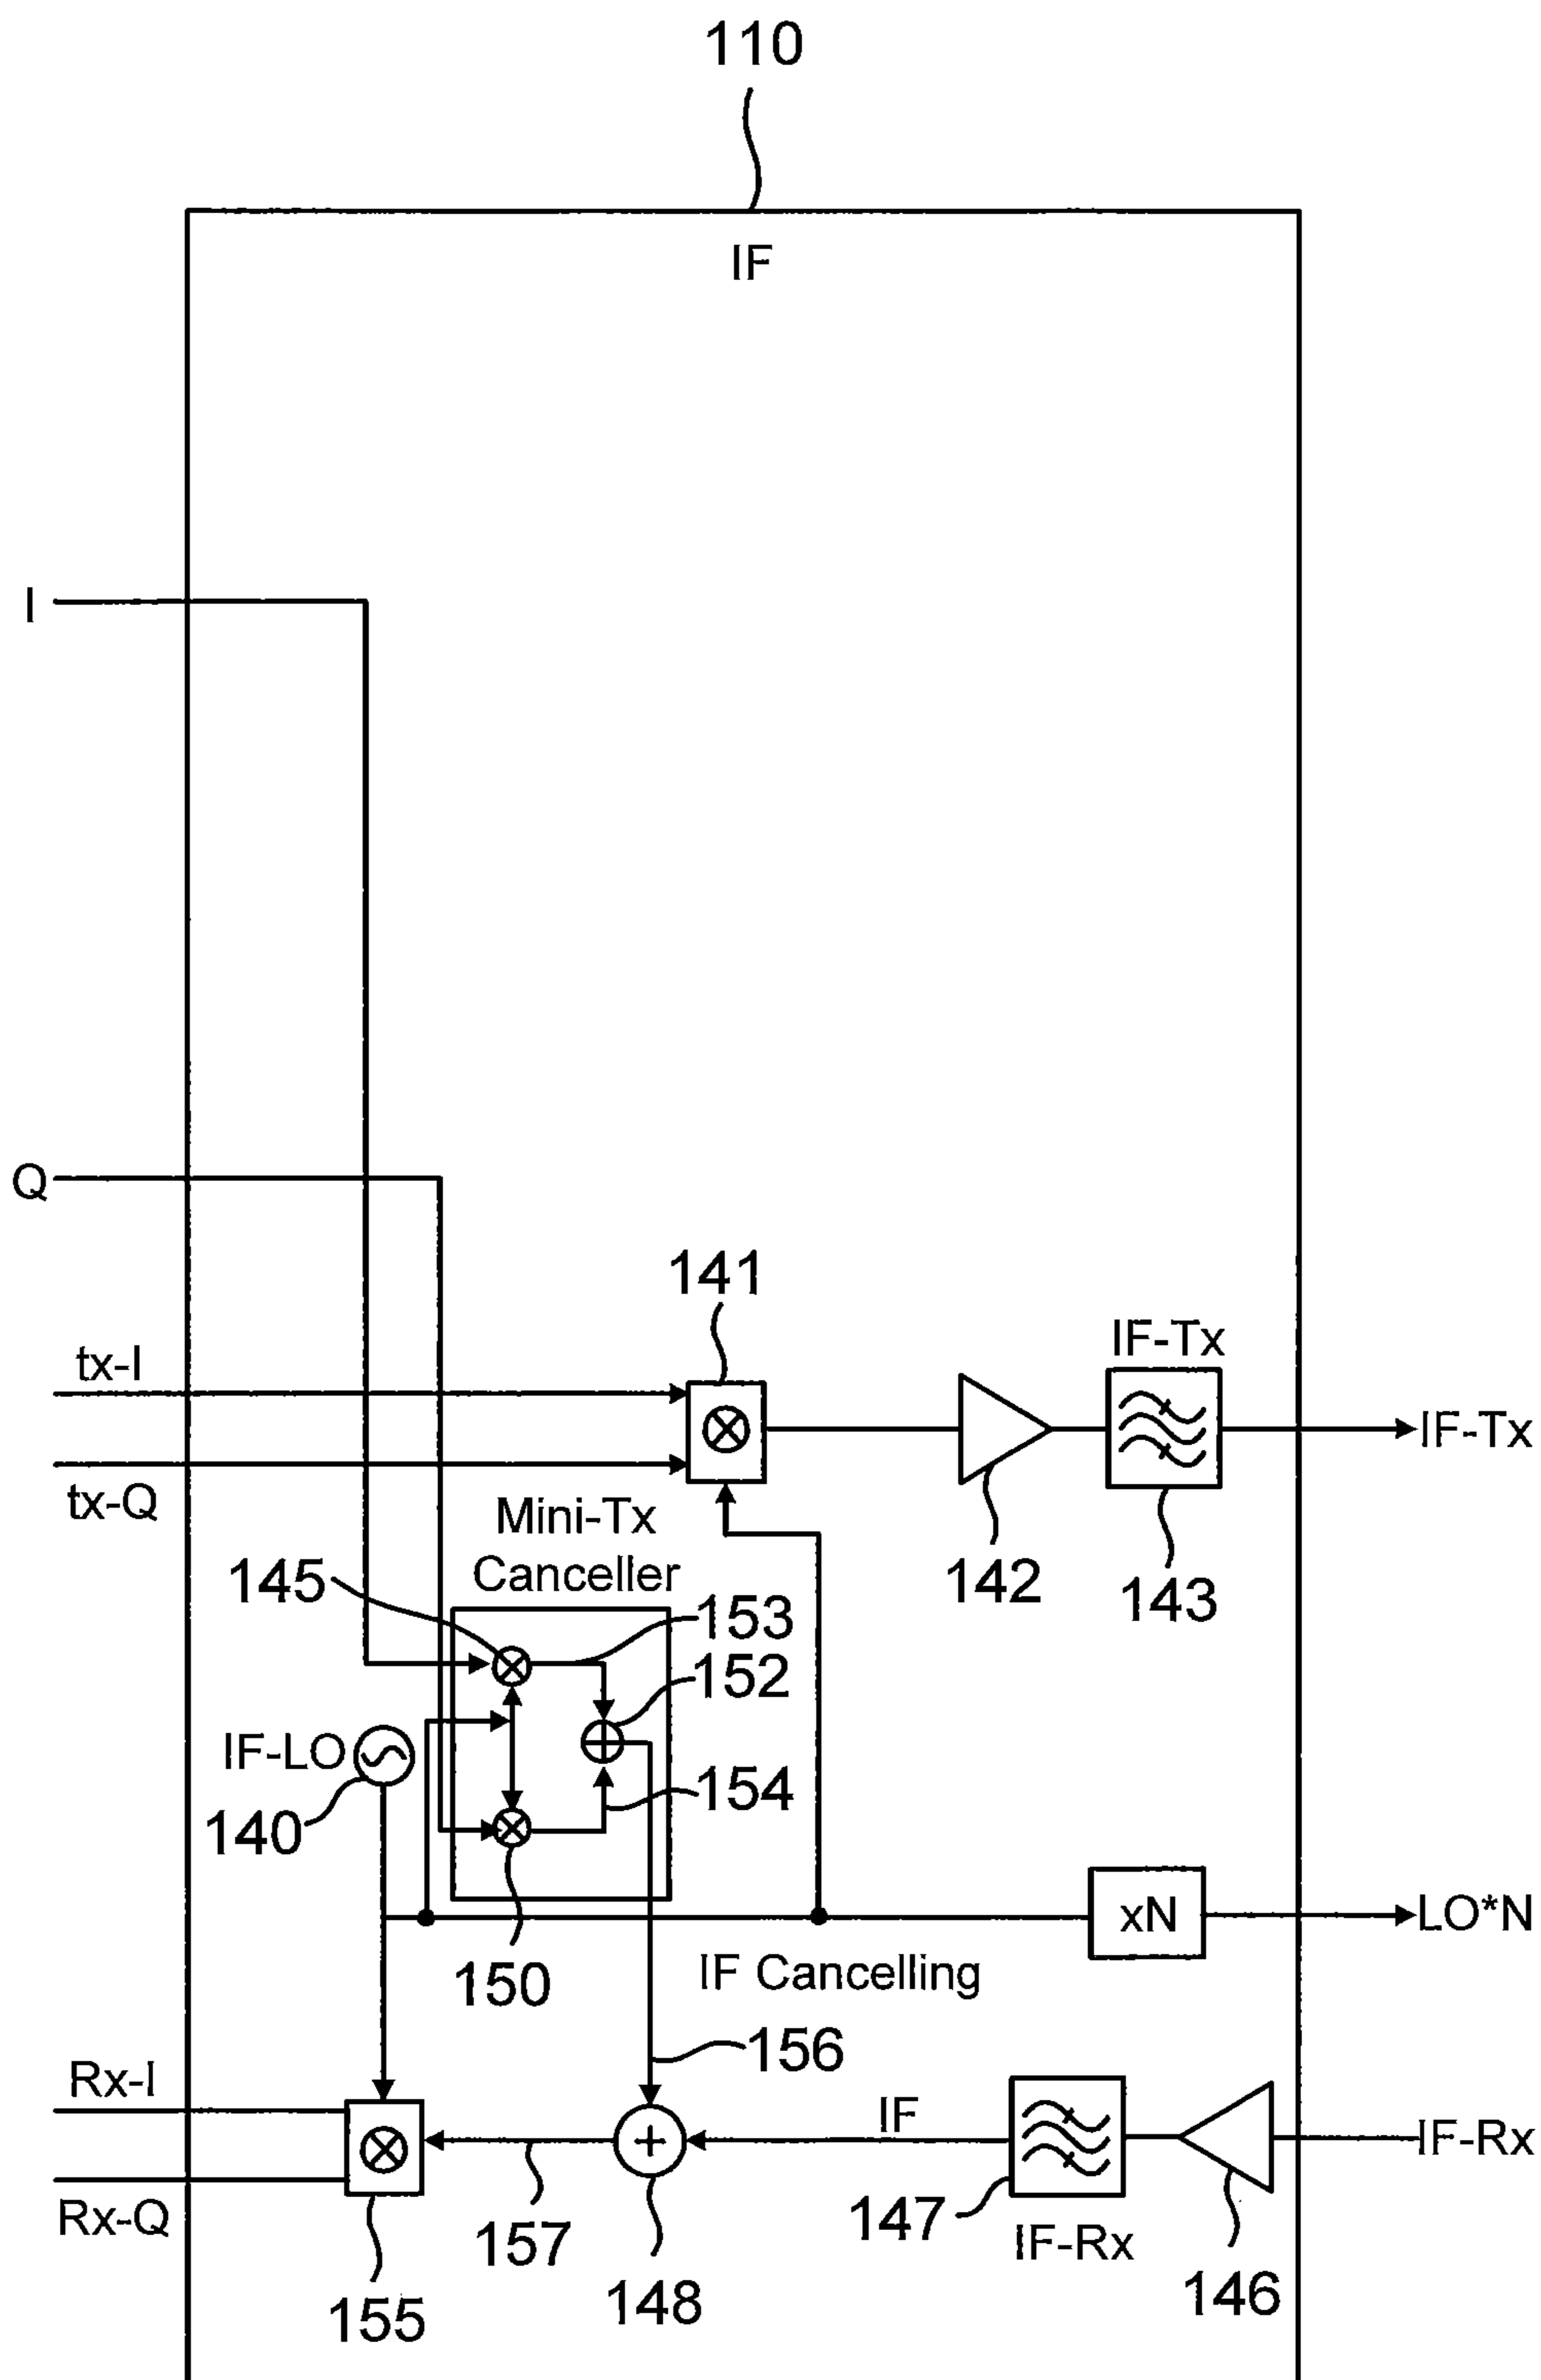 110
IF
I
Q
141
tx-I
IF-Tx
IF-Tx
tx-Q
Mini-Tx
Canceller
142
143
145
153
152
IF-LO
154
140
xN
LO*N
150
IF Cancelling
156
Rx-I
IF
IF-Rx
Rx-Q
157
147
IF-Rx
155
148
146